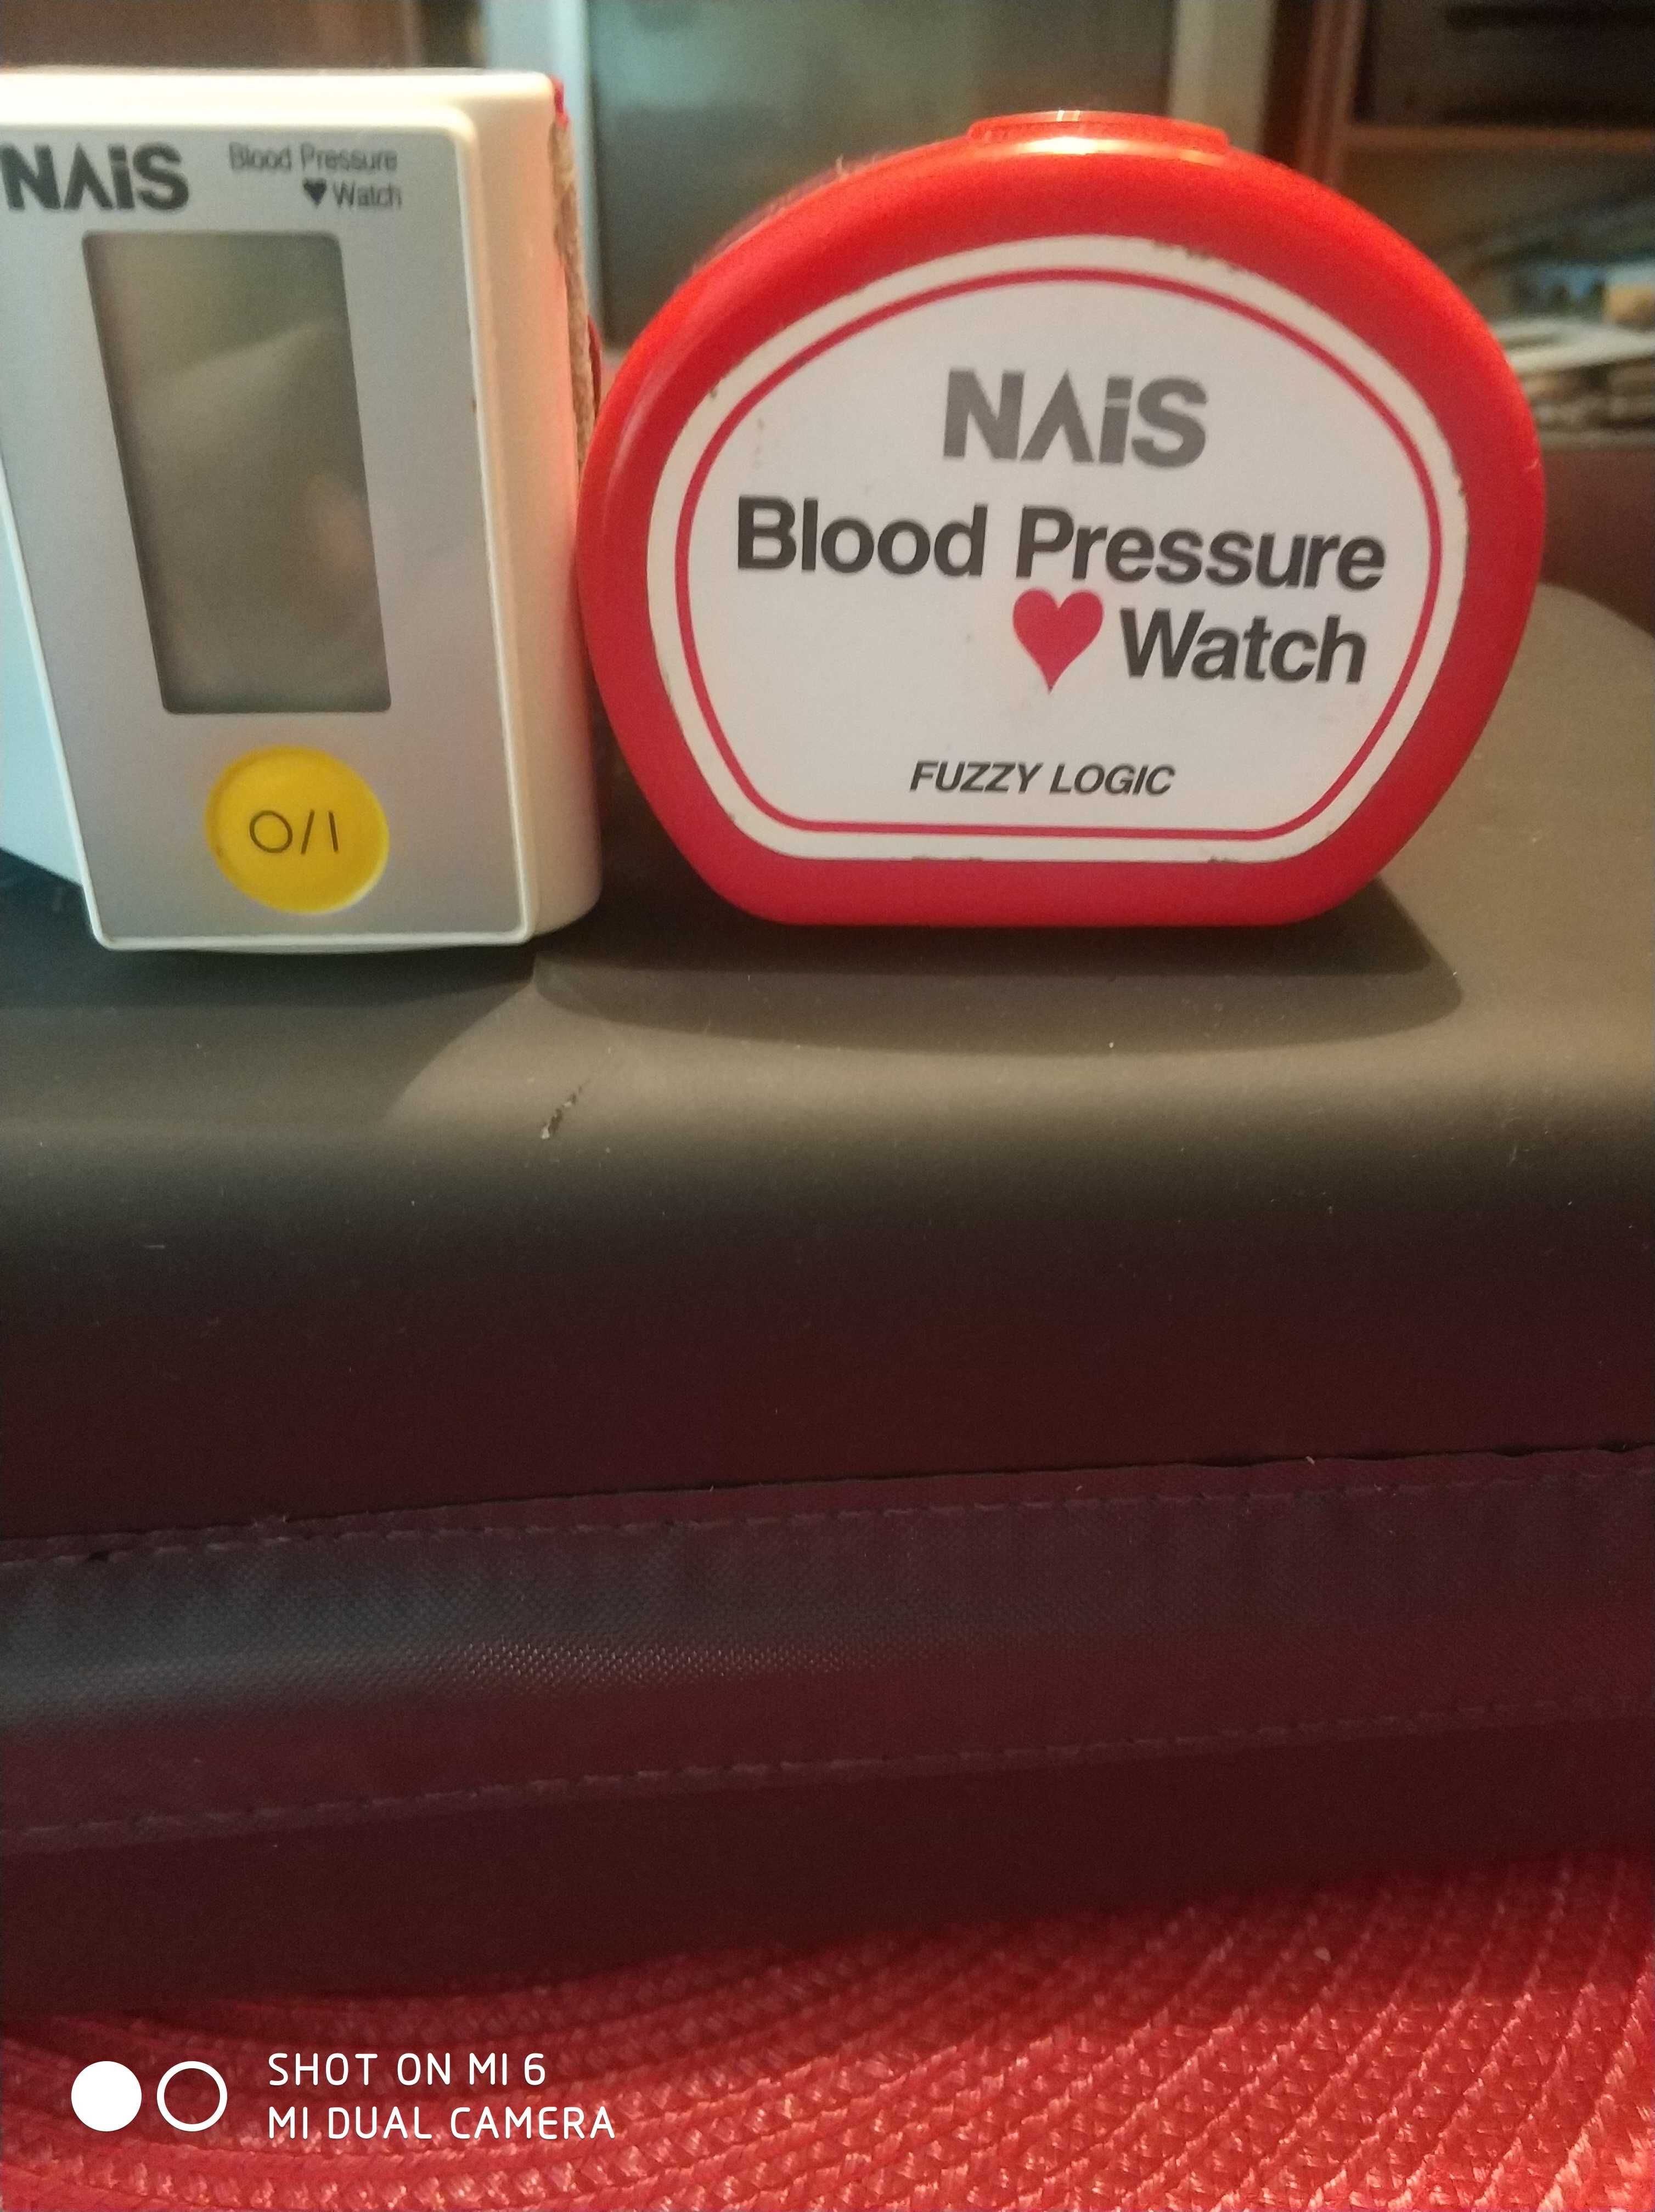 NAiS
Blood Pressure
♥ Watch
O/I
NAiS
Blood Pressure
♥ Watch
FUZZY LOGIC
SHOT ON MI 6
MI DUAL CAMERA